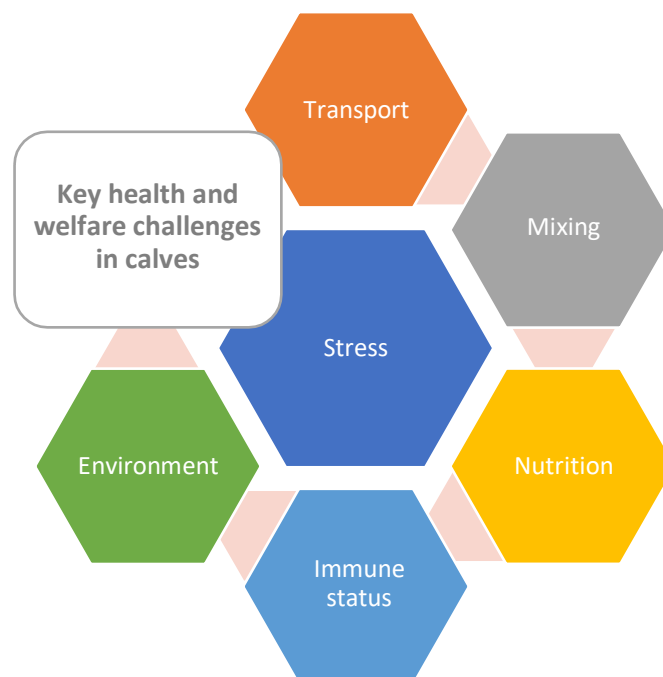 Transport
Key health and
welfare challenges
in calves
Mixing
Stress
Environment
Nutrition
Immune
status